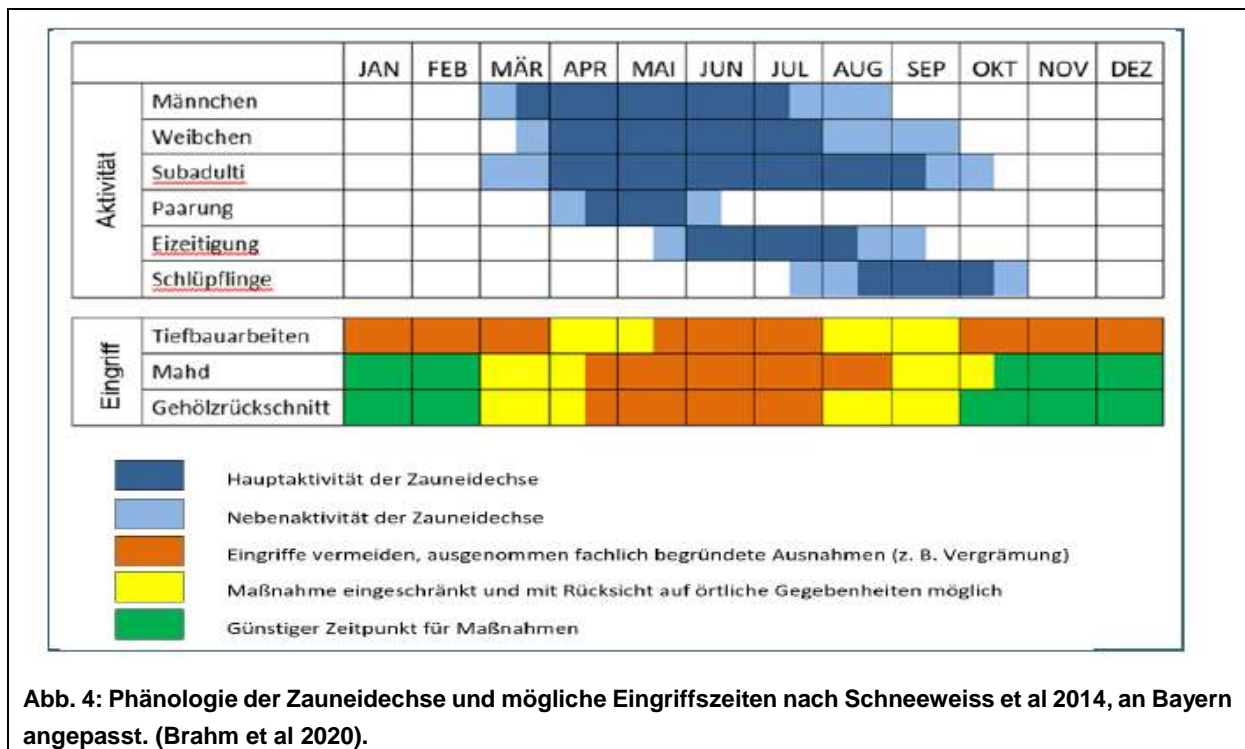 JAN FEB MÄR APR MAI JUN JUL AUG SEP OKT NOV DEZ
Aktivität
Männchen
Weibchen
Subadulti
Paarung
Eizeitigung
Schlüpflinge
Eingriff
Tiefbauarbeiten
Mahd
Gehölzrückschnitt
Hauptaktivität der Zauneidechse
Nebenaktivität der Zauneidechse
Eingriffe vermeiden, ausgenommen fachlich begründete Ausnahmen (z. B. Vergrämung)
Maßnahme eingeschränkt und mit Rücksicht auf örtliche Gegebenheiten möglich
Günstiger Zeitpunkt für Maßnahmen
Abb. 4: Phänologie der Zauneidechse und mögliche Eingriffszeiten nach Schneeweiss et al 2014, an Bayern
angepasst. (Brahm et al 2020).